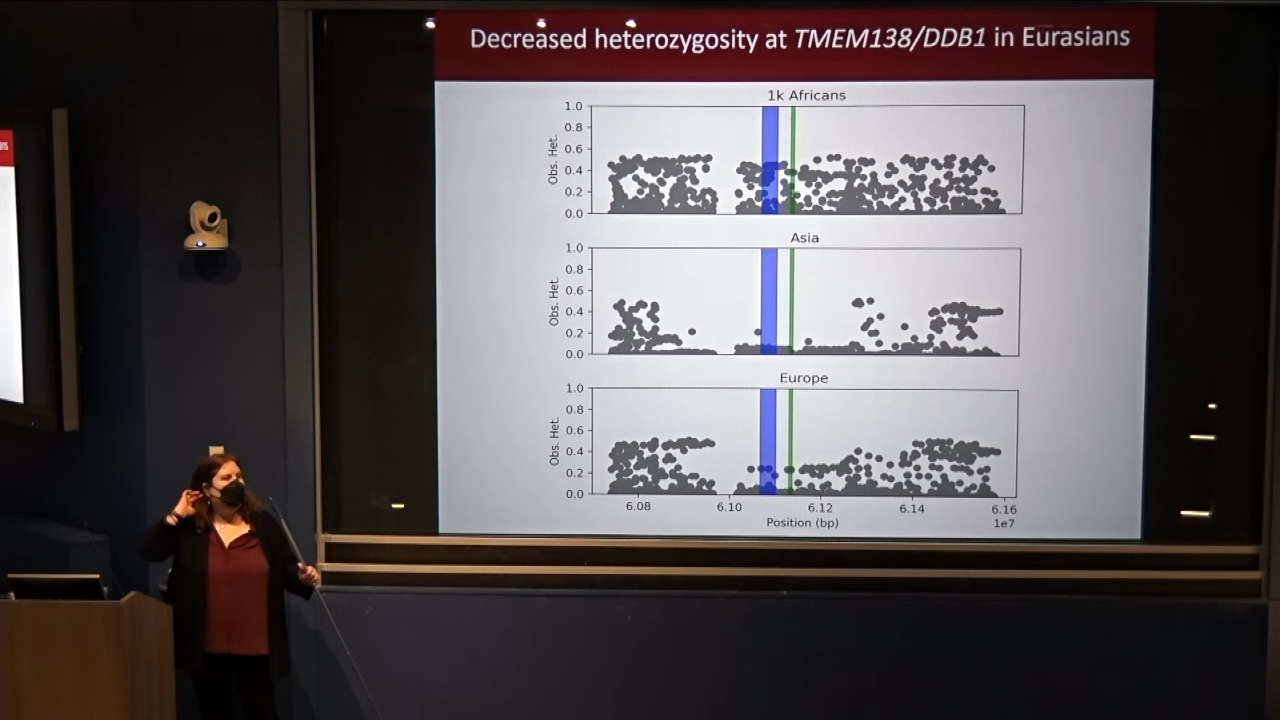 Decreased heterozygosity at TMEM138/DDB1 in Eurasians
1k Africans
1.0
0.8
0.6
0.4
0.2
0.0
Obs. Het.
Asia
1.0
0.8
0.6
0.4
0.2
0.0
Obs. Het.
Europe
1.0
0.8
0.6
0.4
0.2
0.0
Obs. Het.
6.08 6.10 6.12 6.14 6.16
Position (bp) 1e7